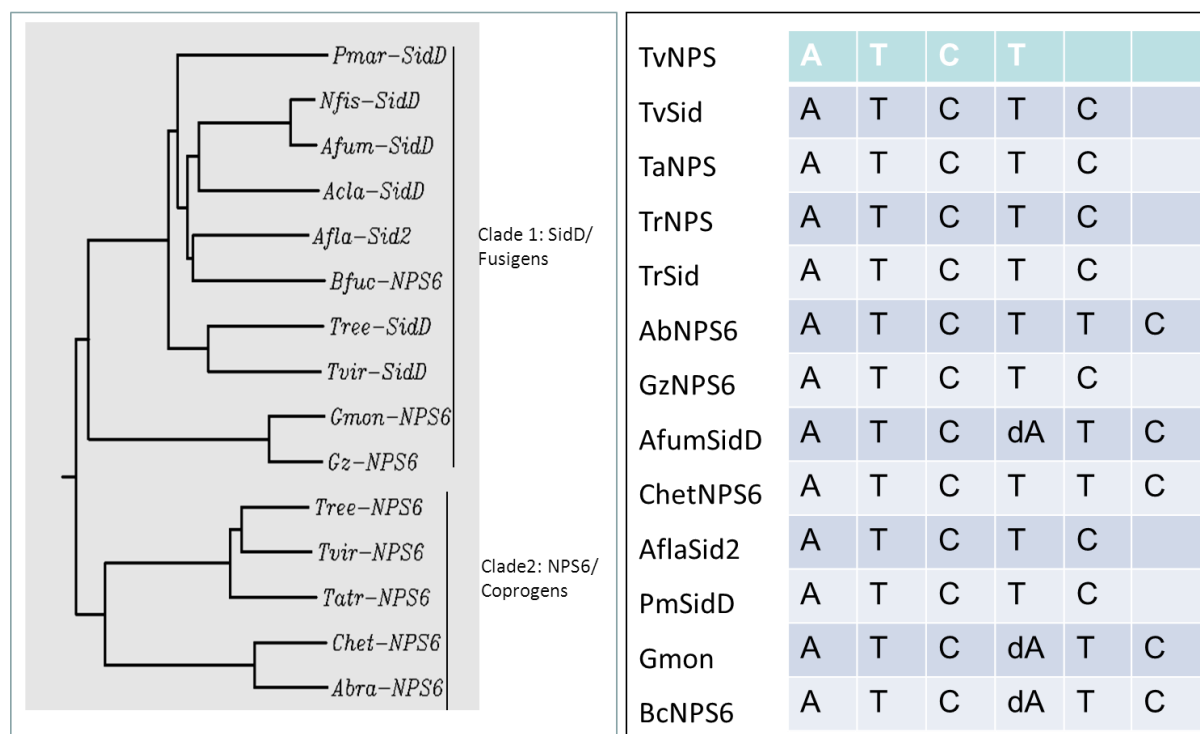 Pmar-SidD
Nfis-SidD
Afum-SidD
Acla-SidD
Afla-Sid2
Bfuc-NPS6
Tree-SidD
Tvir-SidD
Gmon-NPS6
Gz-NPS6
Tree-NPS6
Tvir-NPS6
Tatr-NPS6
Chet-NPS6
Abra-NPS6
Clade 1: SidD/
Fusigens
Clade2: NPS6/
Coprogens
TvNPS A T C T
TvSid A T C T C
TaNPS A T C T C
TrNPS A T C T C
TrSid A T C T C
AbNPS6 A T C T T C
GzNPS6 A T C T C
AfumSidD A T C dA T C
ChetNPS6 A T C T T C
AflaSid2 A T C T C
PmSidD A T C T C
Gmon A T C dA T C
BcNPS6 A T C dA T C